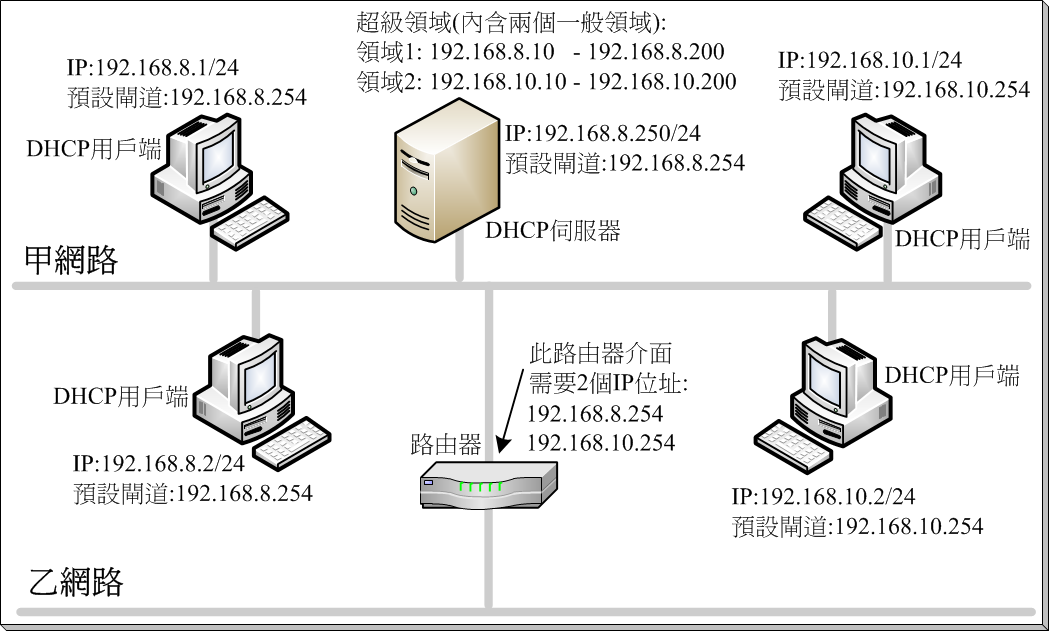 超級領域(內含兩個一般領域):
領域1: 192.168.8.10 - 192.168.8.200
領域2: 192.168.10.10 - 192.168.10.200
IP:192.168.8.1/24
預設閘道:192.168.8.254
DHCP用戶端
IP:192.168.8.250/24
預設閘道:192.168.8.254
DHCP伺服器
IP:192.168.10.1/24
預設閘道:192.168.10.254
DHCP用戶端
甲網路
DHCP用戶端
IP:192.168.8.2/24
預設閘道:192.168.8.254
此路由器介面
需要2個IP位址:
192.168.8.254
192.168.10.254
路由器
DHCP用戶端
IP:192.168.10.2/24
預設閘道:192.168.10.254
乙網路